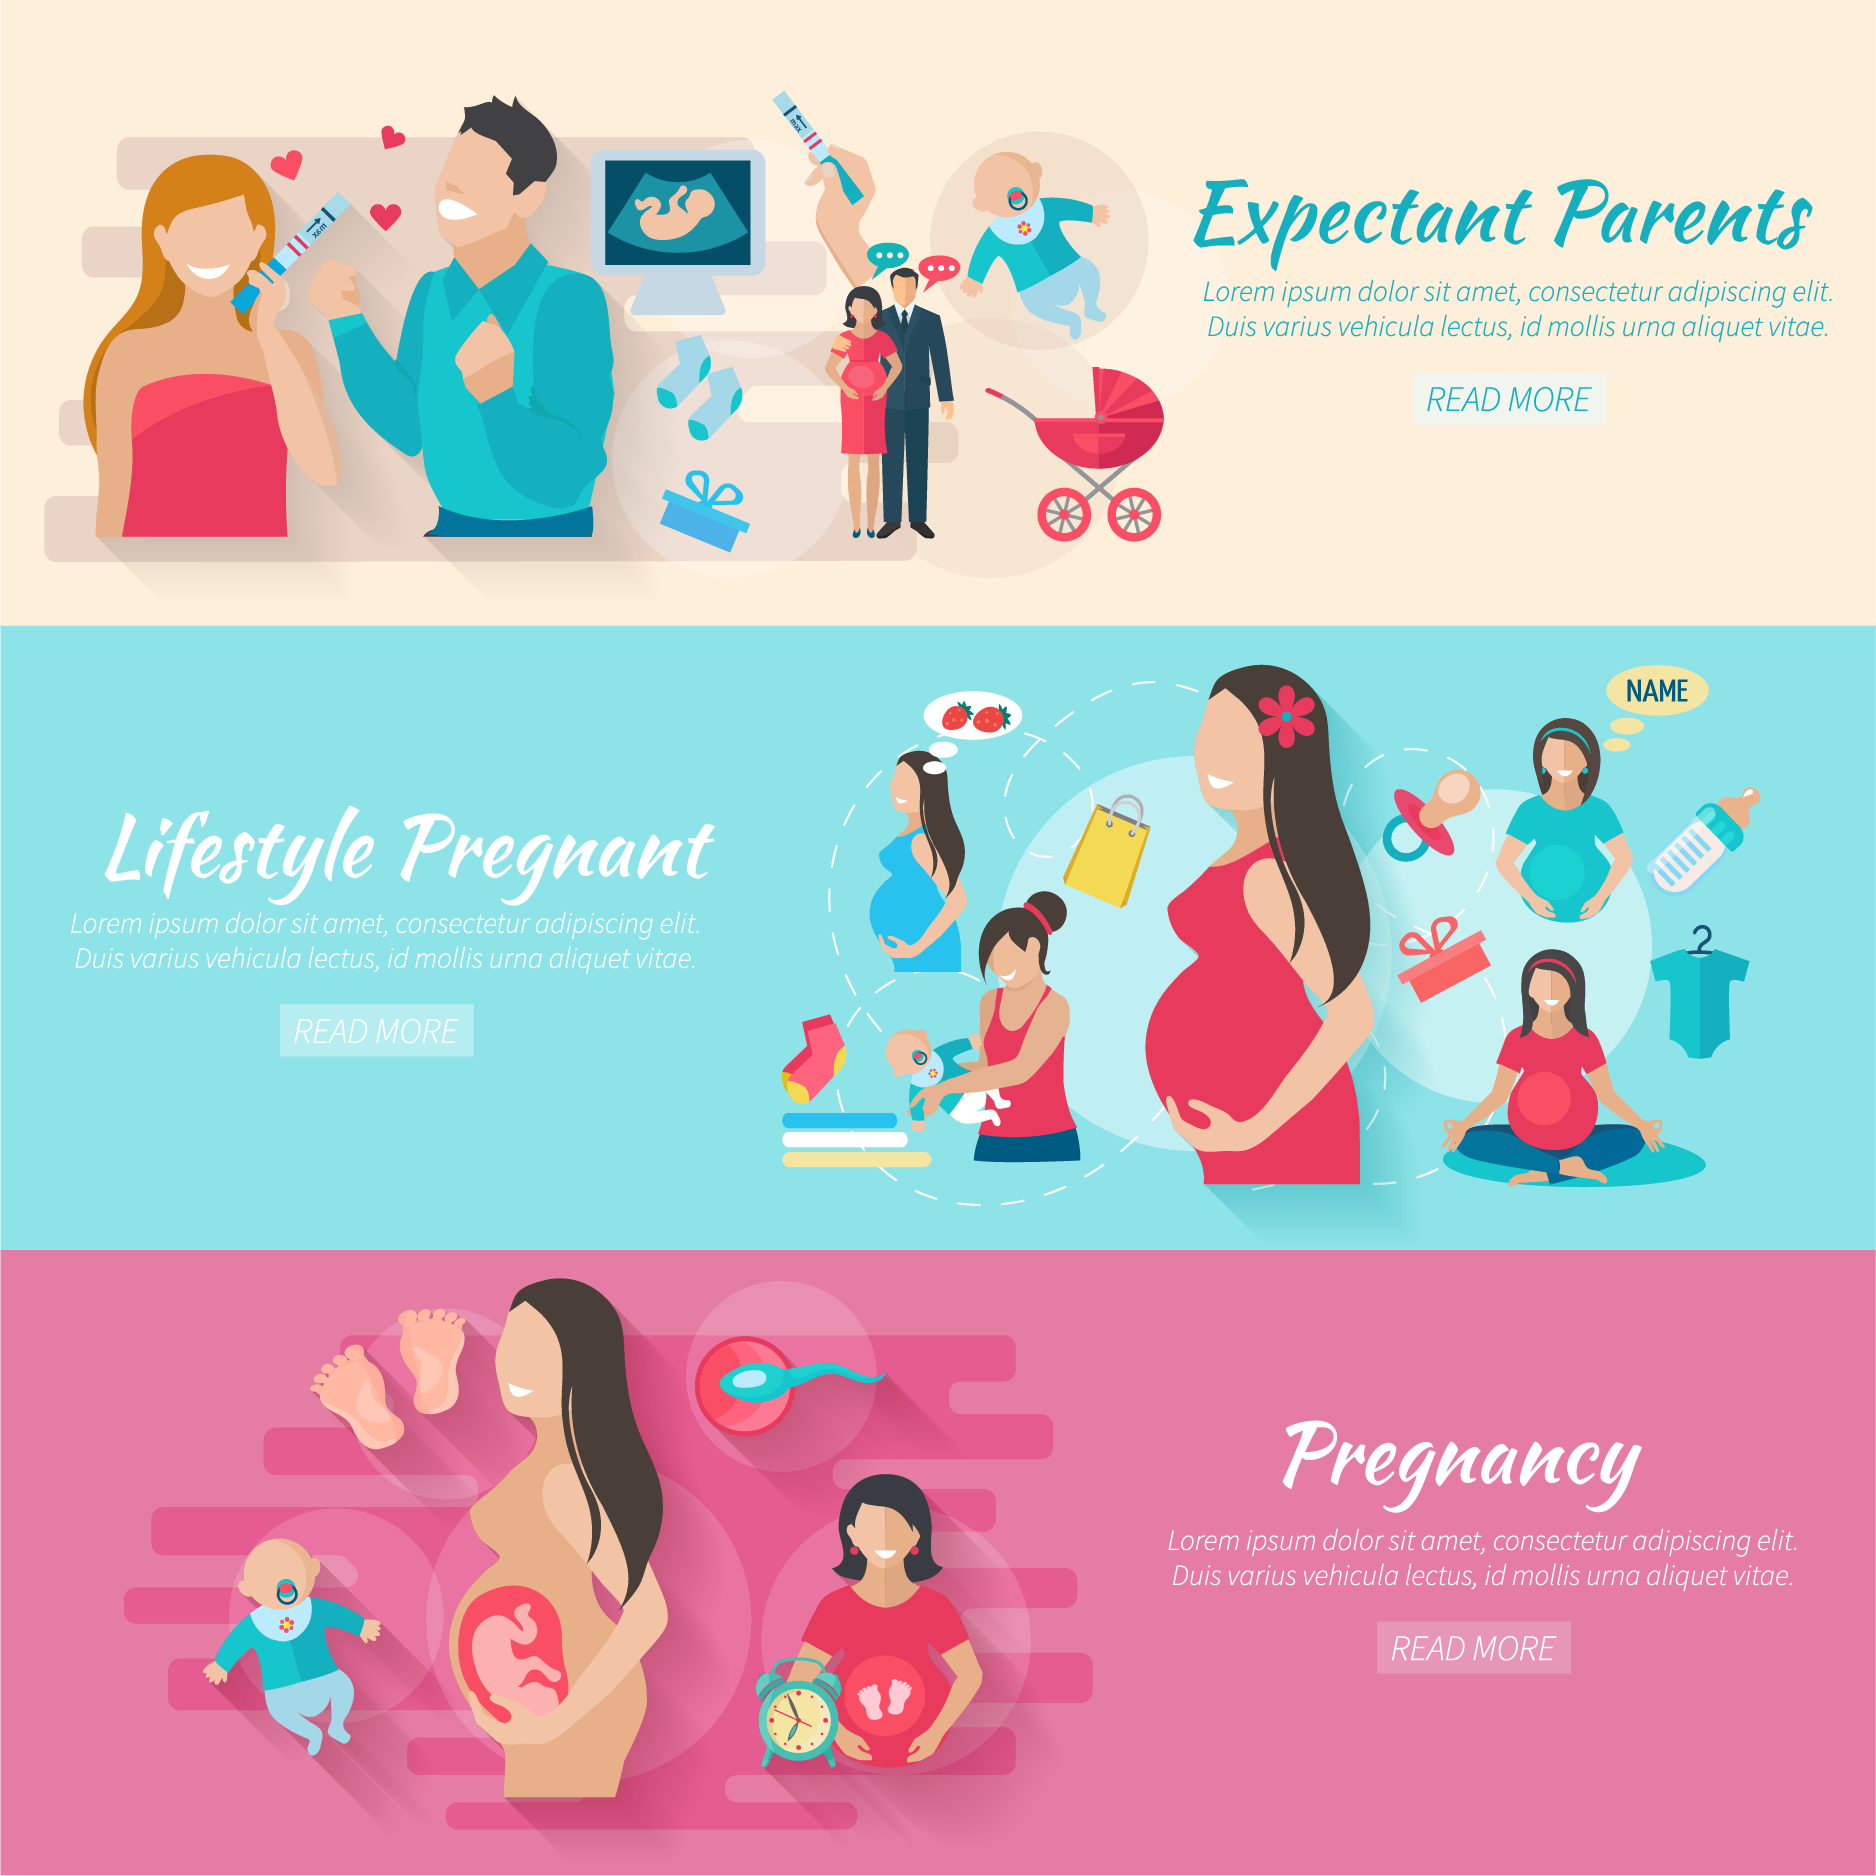 Expectant Parents
Lorem ipsum dolor sit amet, consectetur adipiscing elit.
Duis varius vehicula lectus, id mollis urna aliquet vitae.
READ MORE
max
max
NAME
Lifestyle Pregnant
Lorem ipsum dolor sit amet, consectetur adipiscing elit.
Duis varius vehicula lectus, id mollis urna aliquet vitae.
READ MORE
Pregnancy
Lorem ipsum dolor sit amet, consectetur adipiscing elit.
Duis varius vehicula lectus, id mollis urna aliquet vitae.
READ MORE